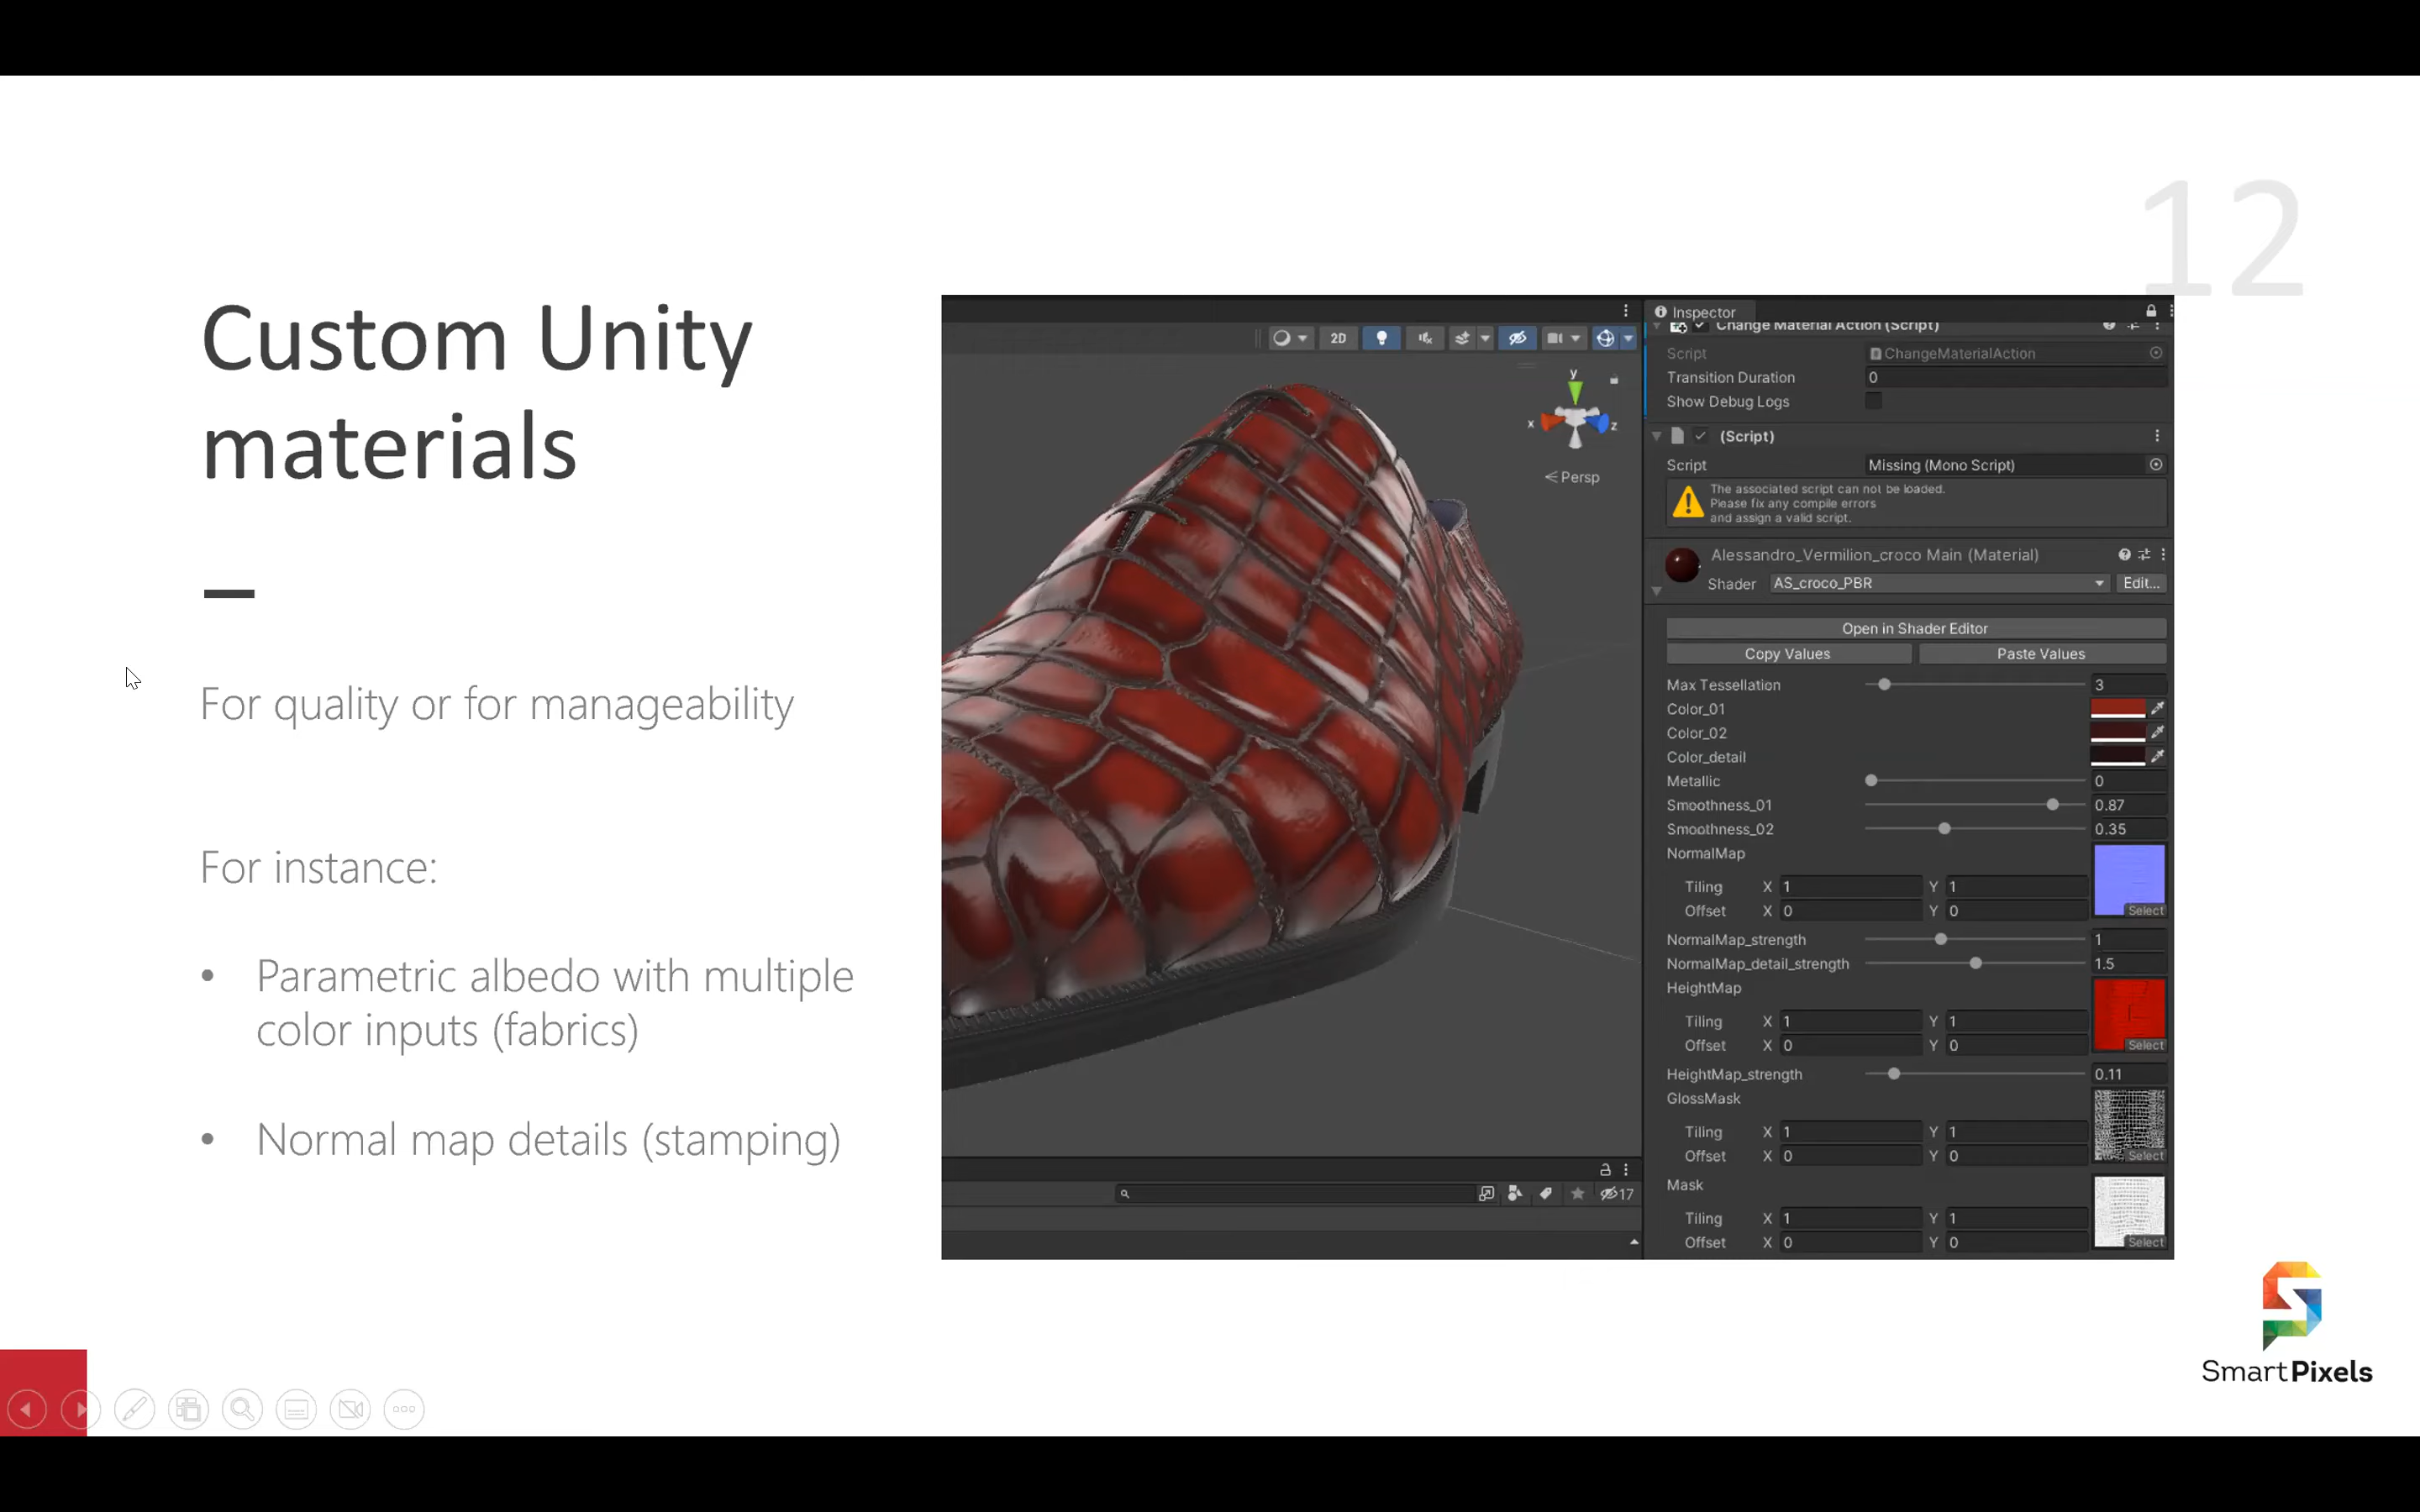 12
Custom Unity
materials
For quality or for manageability
For instance:
• Parametric albedo with multiple
color inputs (fabrics)
• Normal map details (stamping)
2D
y
x
z
Persp
17
Inspector
Change Material Action (Script)
Script ChangeMaterialAction
Transition Duration 0
Show Debug Logs
(Script)
Script Missing (Mono Script)
The associated script can not be loaded.
Please fix any compile errors
and assign a valid script.
Alessandro_Vermilion_croco Main (Material)
Shader AS_croco_PBR Edit...
Open in Shader Editor
Copy Values Paste Values
Max Tessellation 3
Color_01
Color_02
Color_detail
Metallic 0
Smoothness_01 0.87
Smoothness_02 0.35
NormalMap
Tiling X 1 Y 1
Offset X 0 Y 0
Select
NormalMap_strength 1
NormalMap_detail_strength 1.5
HeightMap
Tiling X 1 Y 1
Offset X 0 Y 0
Select
HeightMap_strength 0.11
GlossMask
Tiling X 1 Y 1
Offset X 0 Y 0
Select
Mask
Tiling X 1 Y 1
Offset X 0 Y 0
Select
SmartPixels